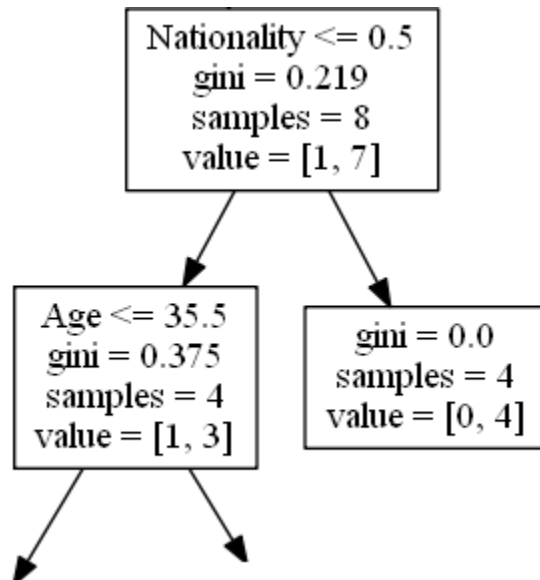 Nationality <= 0.5
gini = 0.219
samples = 8
value = [1, 7]
Age <= 35.5
gini = 0.375
samples = 4
value = [1, 3]
gini = 0.0
samples = 4
value = [0, 4]